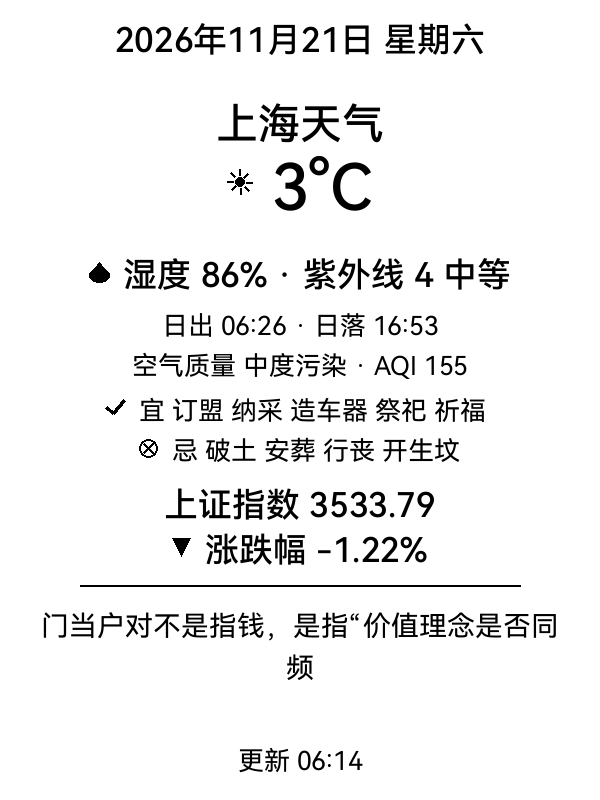 2026年11月21日 星期六
上海天气
3°C
湿度 86% · 紫外线 4 中等
日出 06:26 · 日落 16:53
空气质量 中度污染 · AQI 155
宜 订盟 纳采 造车器 祭祀 祈福
忌 破土 安葬 行丧 开生坟
上证指数 3533.79
▼ 涨跌幅 -1.22%
门当户对不是指钱，是指“价值理念是否同
频
更新 06:14